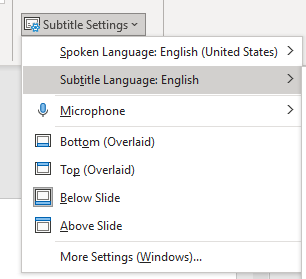 Subtitle Settings
Spoken Language: English (United States)
Subtitle Language: English
Microphone
Bottom (Overlaid)
Top (Overlaid)
Below Slide
Above Slide
More Settings (Windows)...